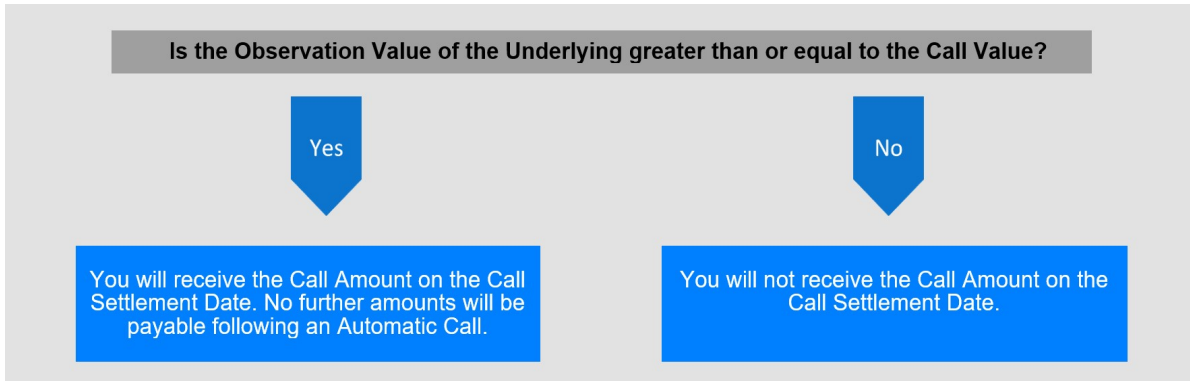 Is the Observation Value of the Underlying greater than or equal to the Call Value?
Yes
No
You will receive the Call Amount on the Call
Settlement Date. No further amounts will be
payable following an Automatic Call.
You will not receive the Call Amount on the
Call Settlement Date.